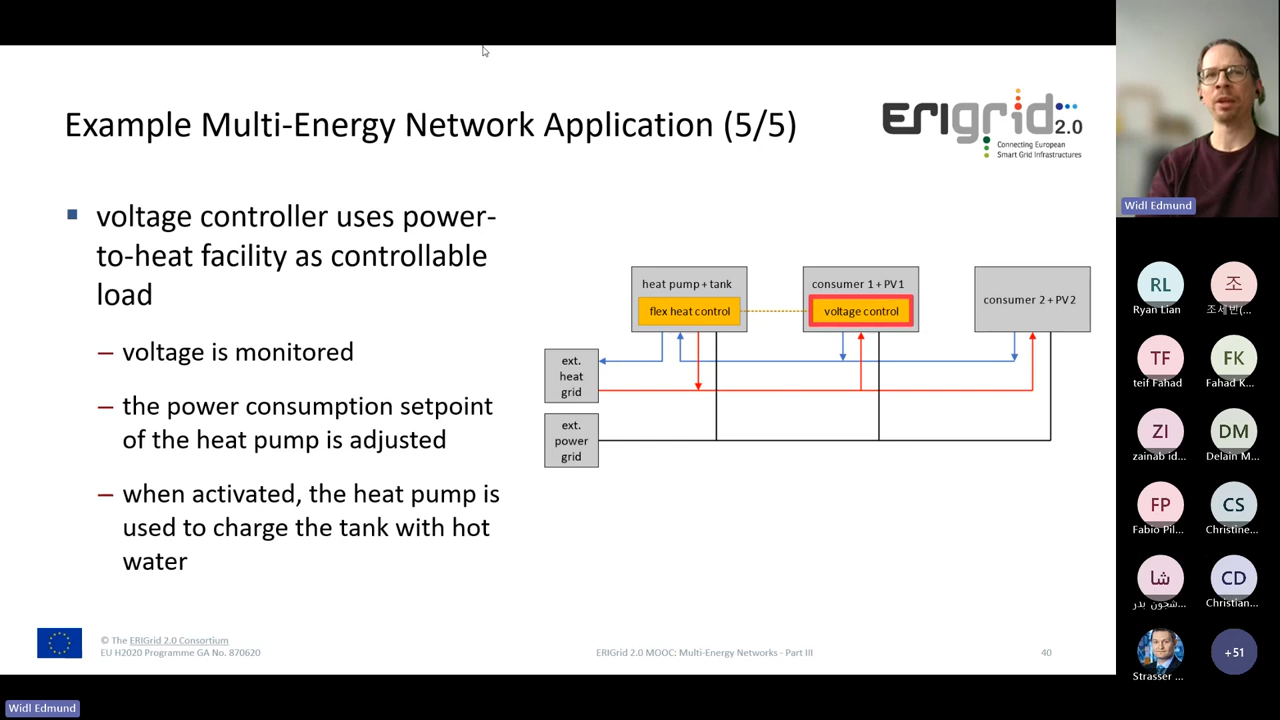 Example Multi-Energy Network Application (5/5)
ERIgrid 2.0
Connecting European
Smart Grid Infrastructures
voltage controller uses power-
to-heat facility as controllable
load
– voltage is monitored
– the power consumption setpoint
of the heat pump is adjusted
– when activated, the heat pump is
used to charge the tank with hot
water
heat pump + tank
flex heat control
consumer 1 + PV1
voltage control
consumer 2 + PV2
ext.
heat
grid
ext.
power
grid
© The ERIGrid 2.0 Consortium
EU H2020 Programme GA No. 870620
ERIGrid 2.0 MOOC: Multi-Energy Networks - Part III
40
Widl Edmund
RL
Ryan Lian
조
조세빈(...
TF
teif Fahad
FK
Fahad K...
ZI
zainab id...
DM
Delain M...
FP
Fabio Pil...
CS
Christine...
شا
شجون بدر...
CD
Christian...
Strasser ...
+51
Widl Edmund